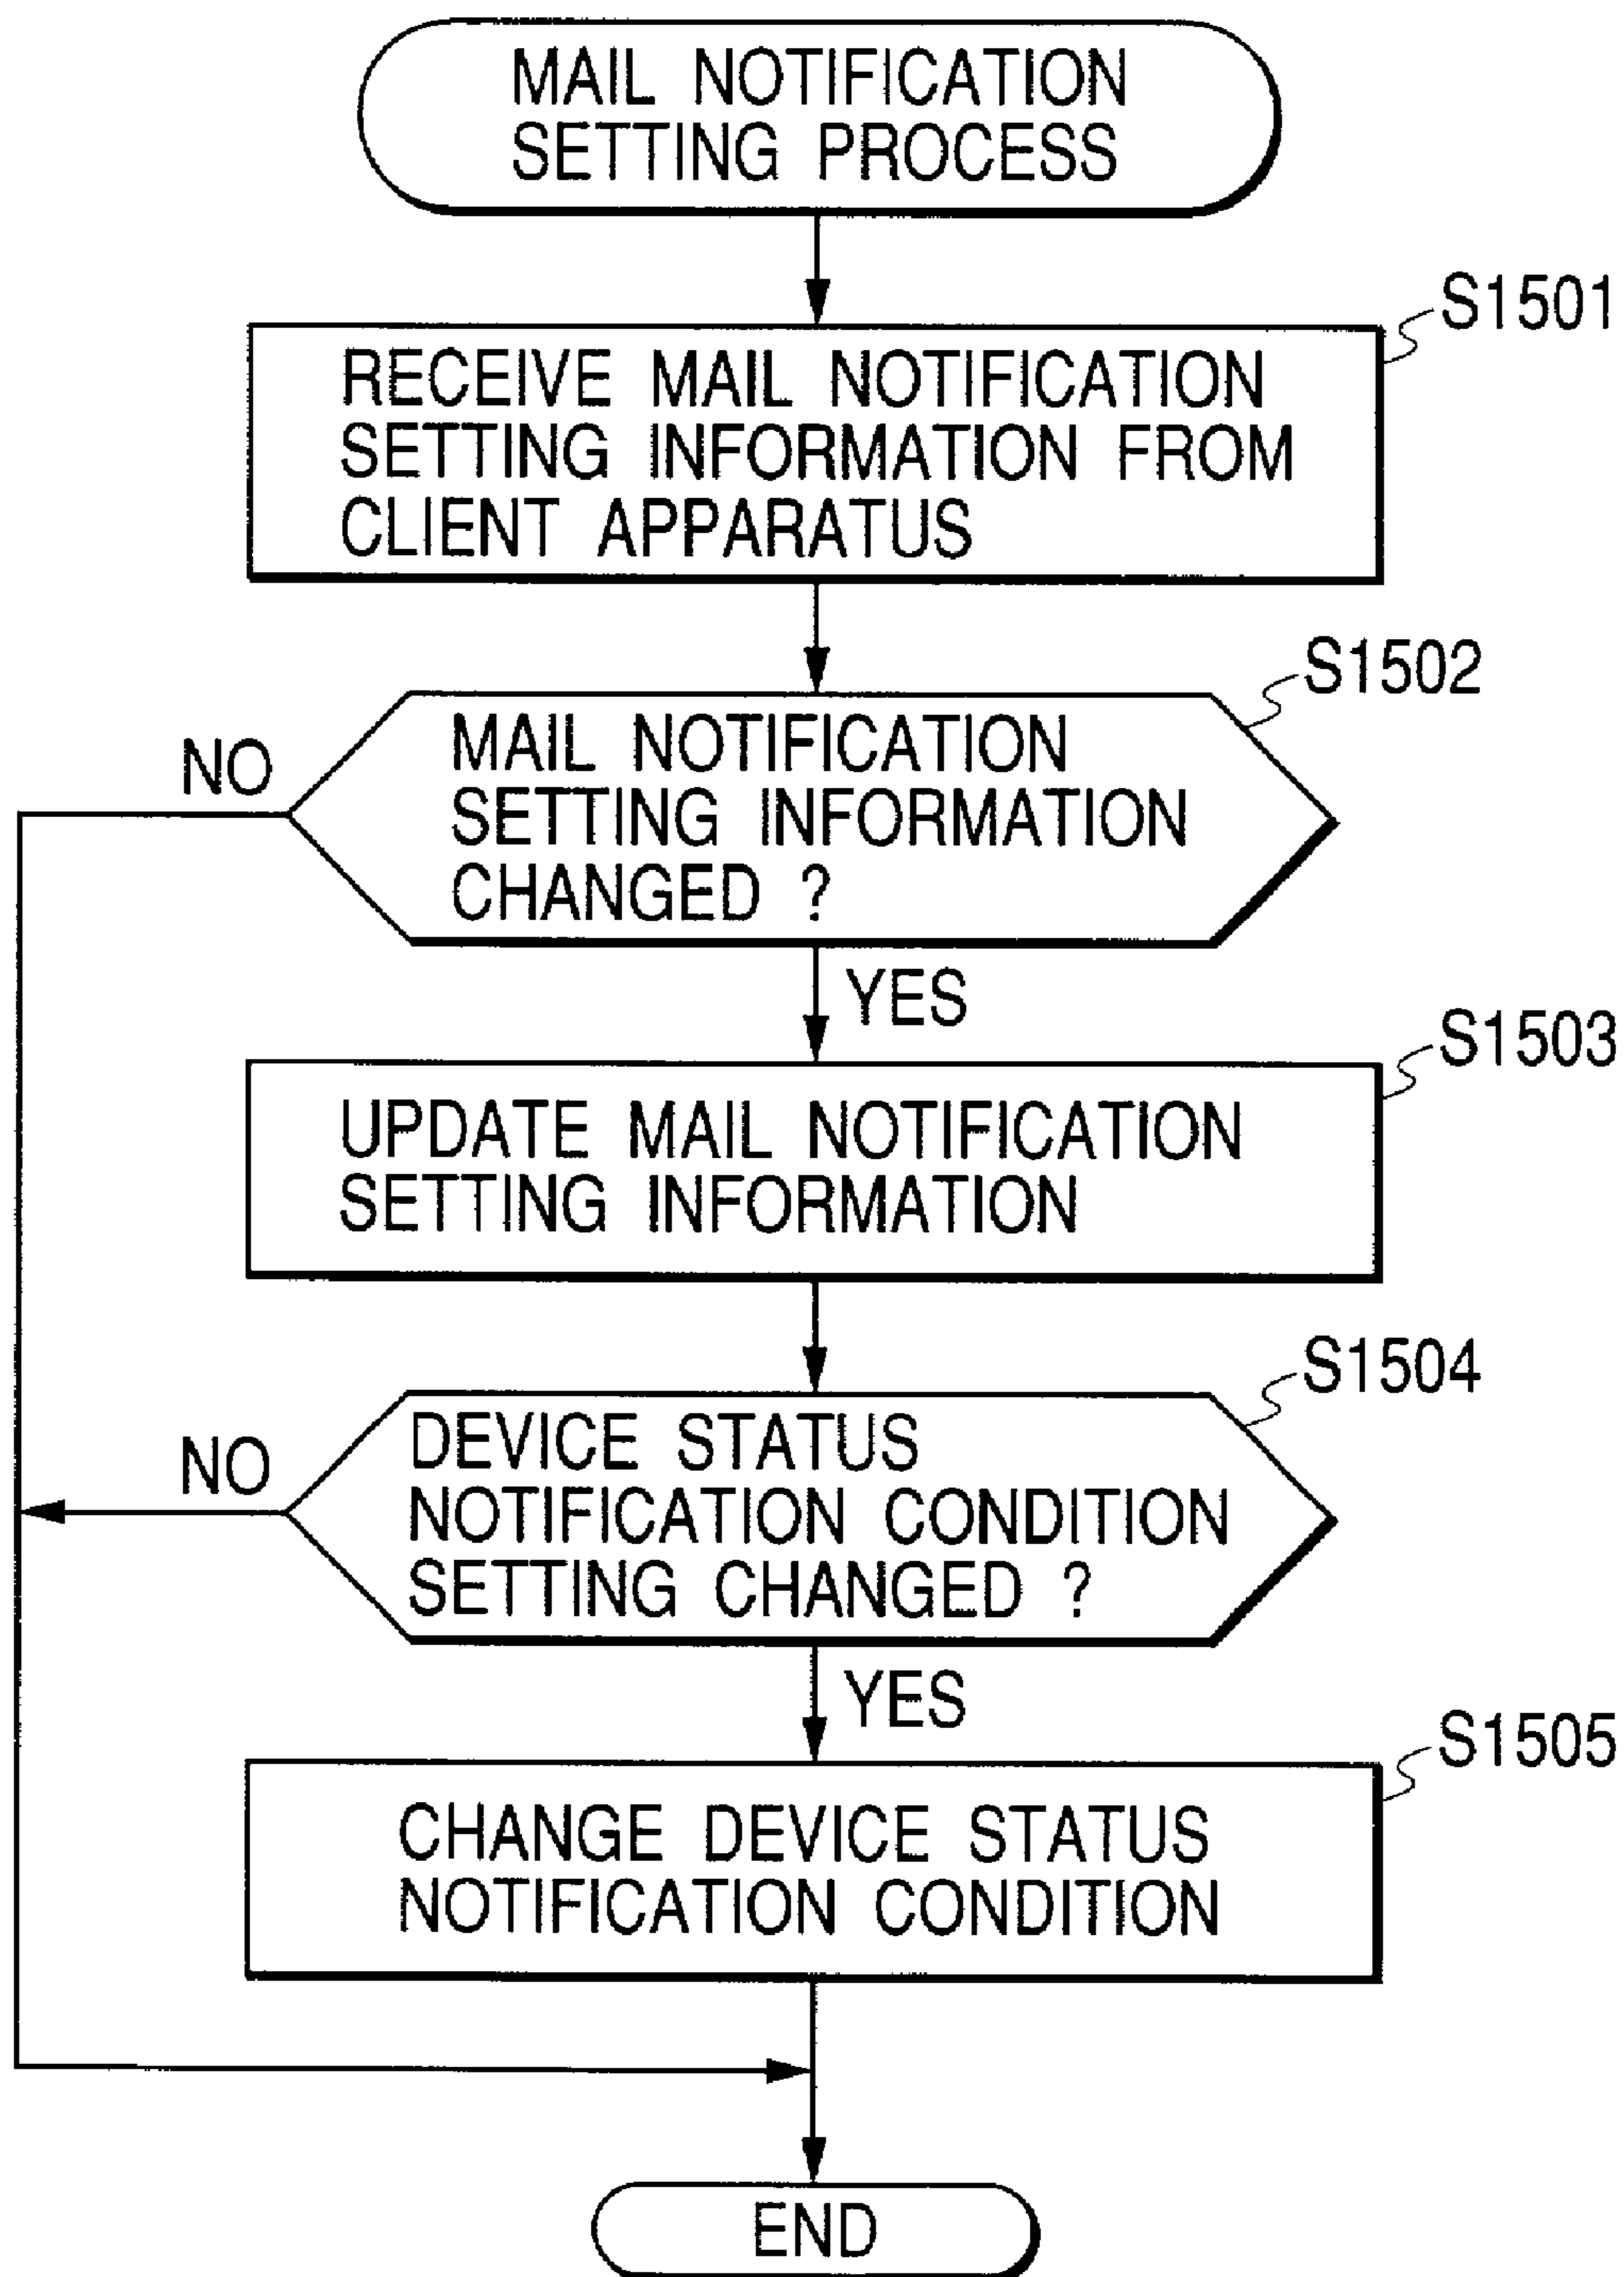 MAIL NOTIFICATION
SETTING PROCESS
S1501
RECEIVE MAIL NOTIFICATION
SETTING INFORMATION FROM
CLIENT APPARATUS
S1502
NO
MAIL NOTIFICATION
SETTING INFORMATION
CHANGED ?
YES
S1503
UPDATE MAIL NOTIFICATION
SETTING INFORMATION
S1504
NO
DEVICE STATUS
NOTIFICATION CONDITION
SETTING CHANGED ?
YES
S1505
CHANGE DEVICE STATUS
NOTIFICATION CONDITION
END